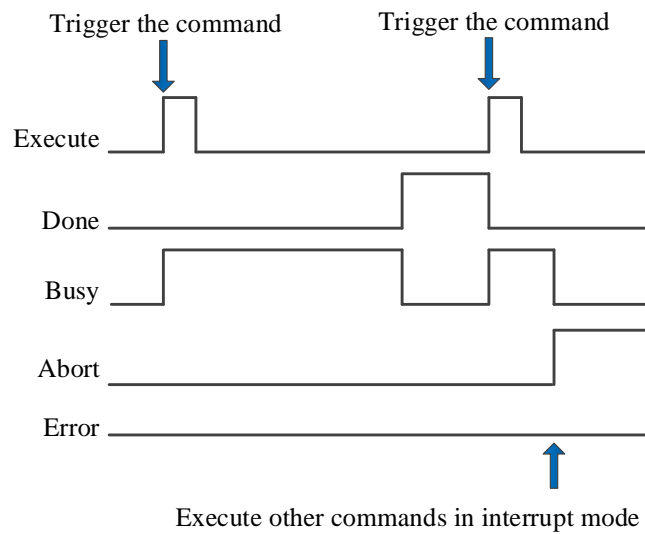 Trigger the command
Trigger the command
Execute
Done
Busy
Abort
Error
Execute other commands in interrupt mode